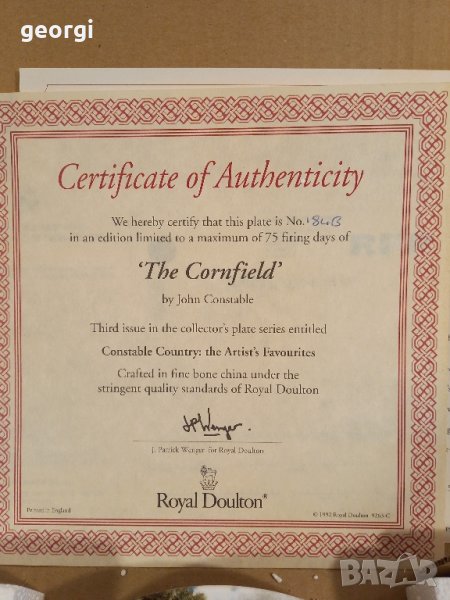 georgi
Certificate of Authenticity
We hereby certify that this plate is No.
in an edition limited to a maximum of 75 firing days of
‘The Cornfield’
by John Constable
Third issue in the collector's plate series entitled
Constable Country: the Artist's Favourites
Crafted in fine bone china under the
stringent quality standards of Royal Doulton
J. Patrick Wenger for Royal Doulton
Royal Doulton®
Printed in England
© 1992 Royal Doulton
BAZAR